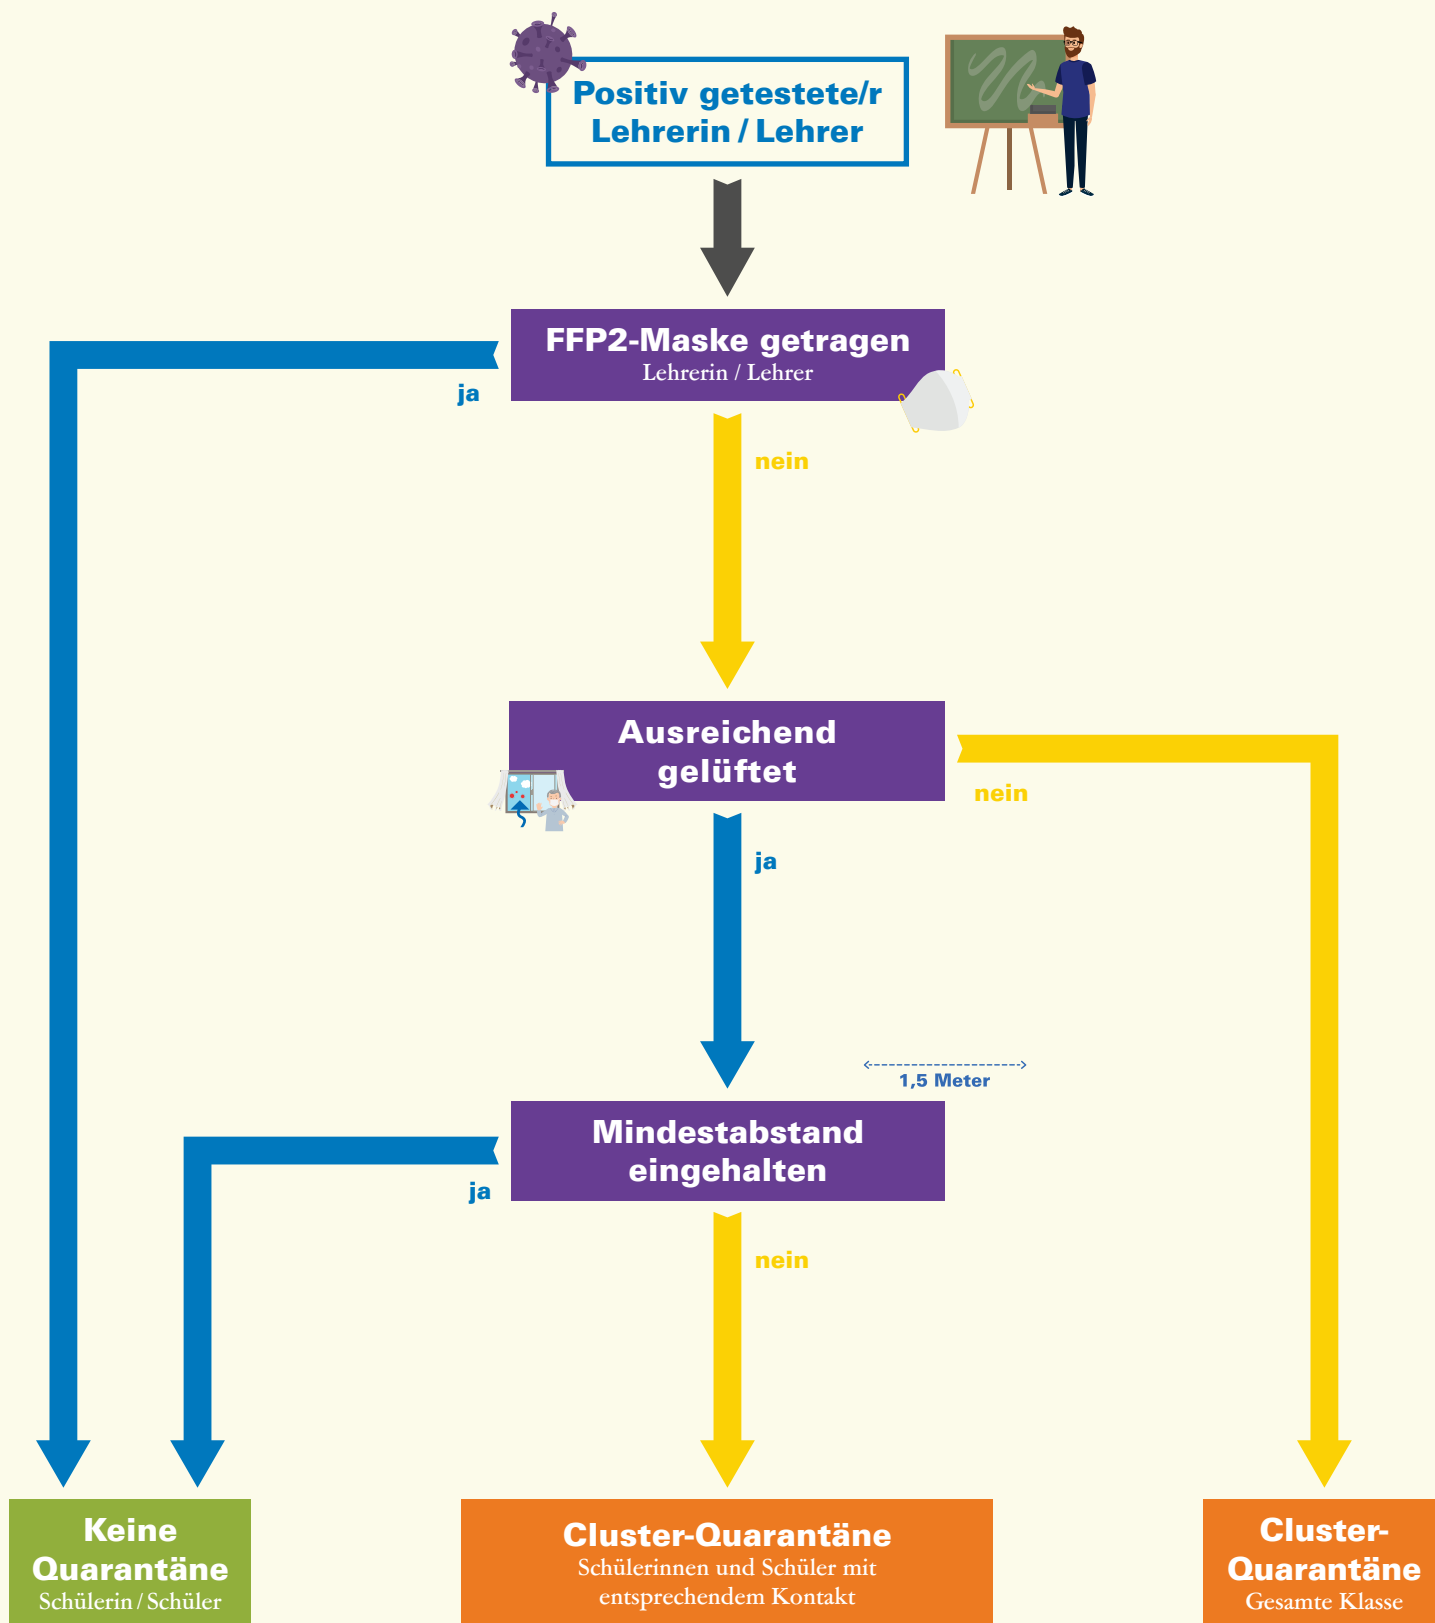 Positiv getestete/r
Lehrerin / Lehrer
FFP2-Maske getragen
Lehrerin / Lehrer
ja
nein
Ausreichend
gelüftet
nein
ja
1,5 Meter
Mindestabstand
eingehalten
ja
nein
Keine
Quarantäne
Schülerin / Schüler
Cluster-Quarantäne
Schülerinnen und Schüler mit
entsprechendem Kontakt
Cluster-
Quarantäne
Gesamte Klasse